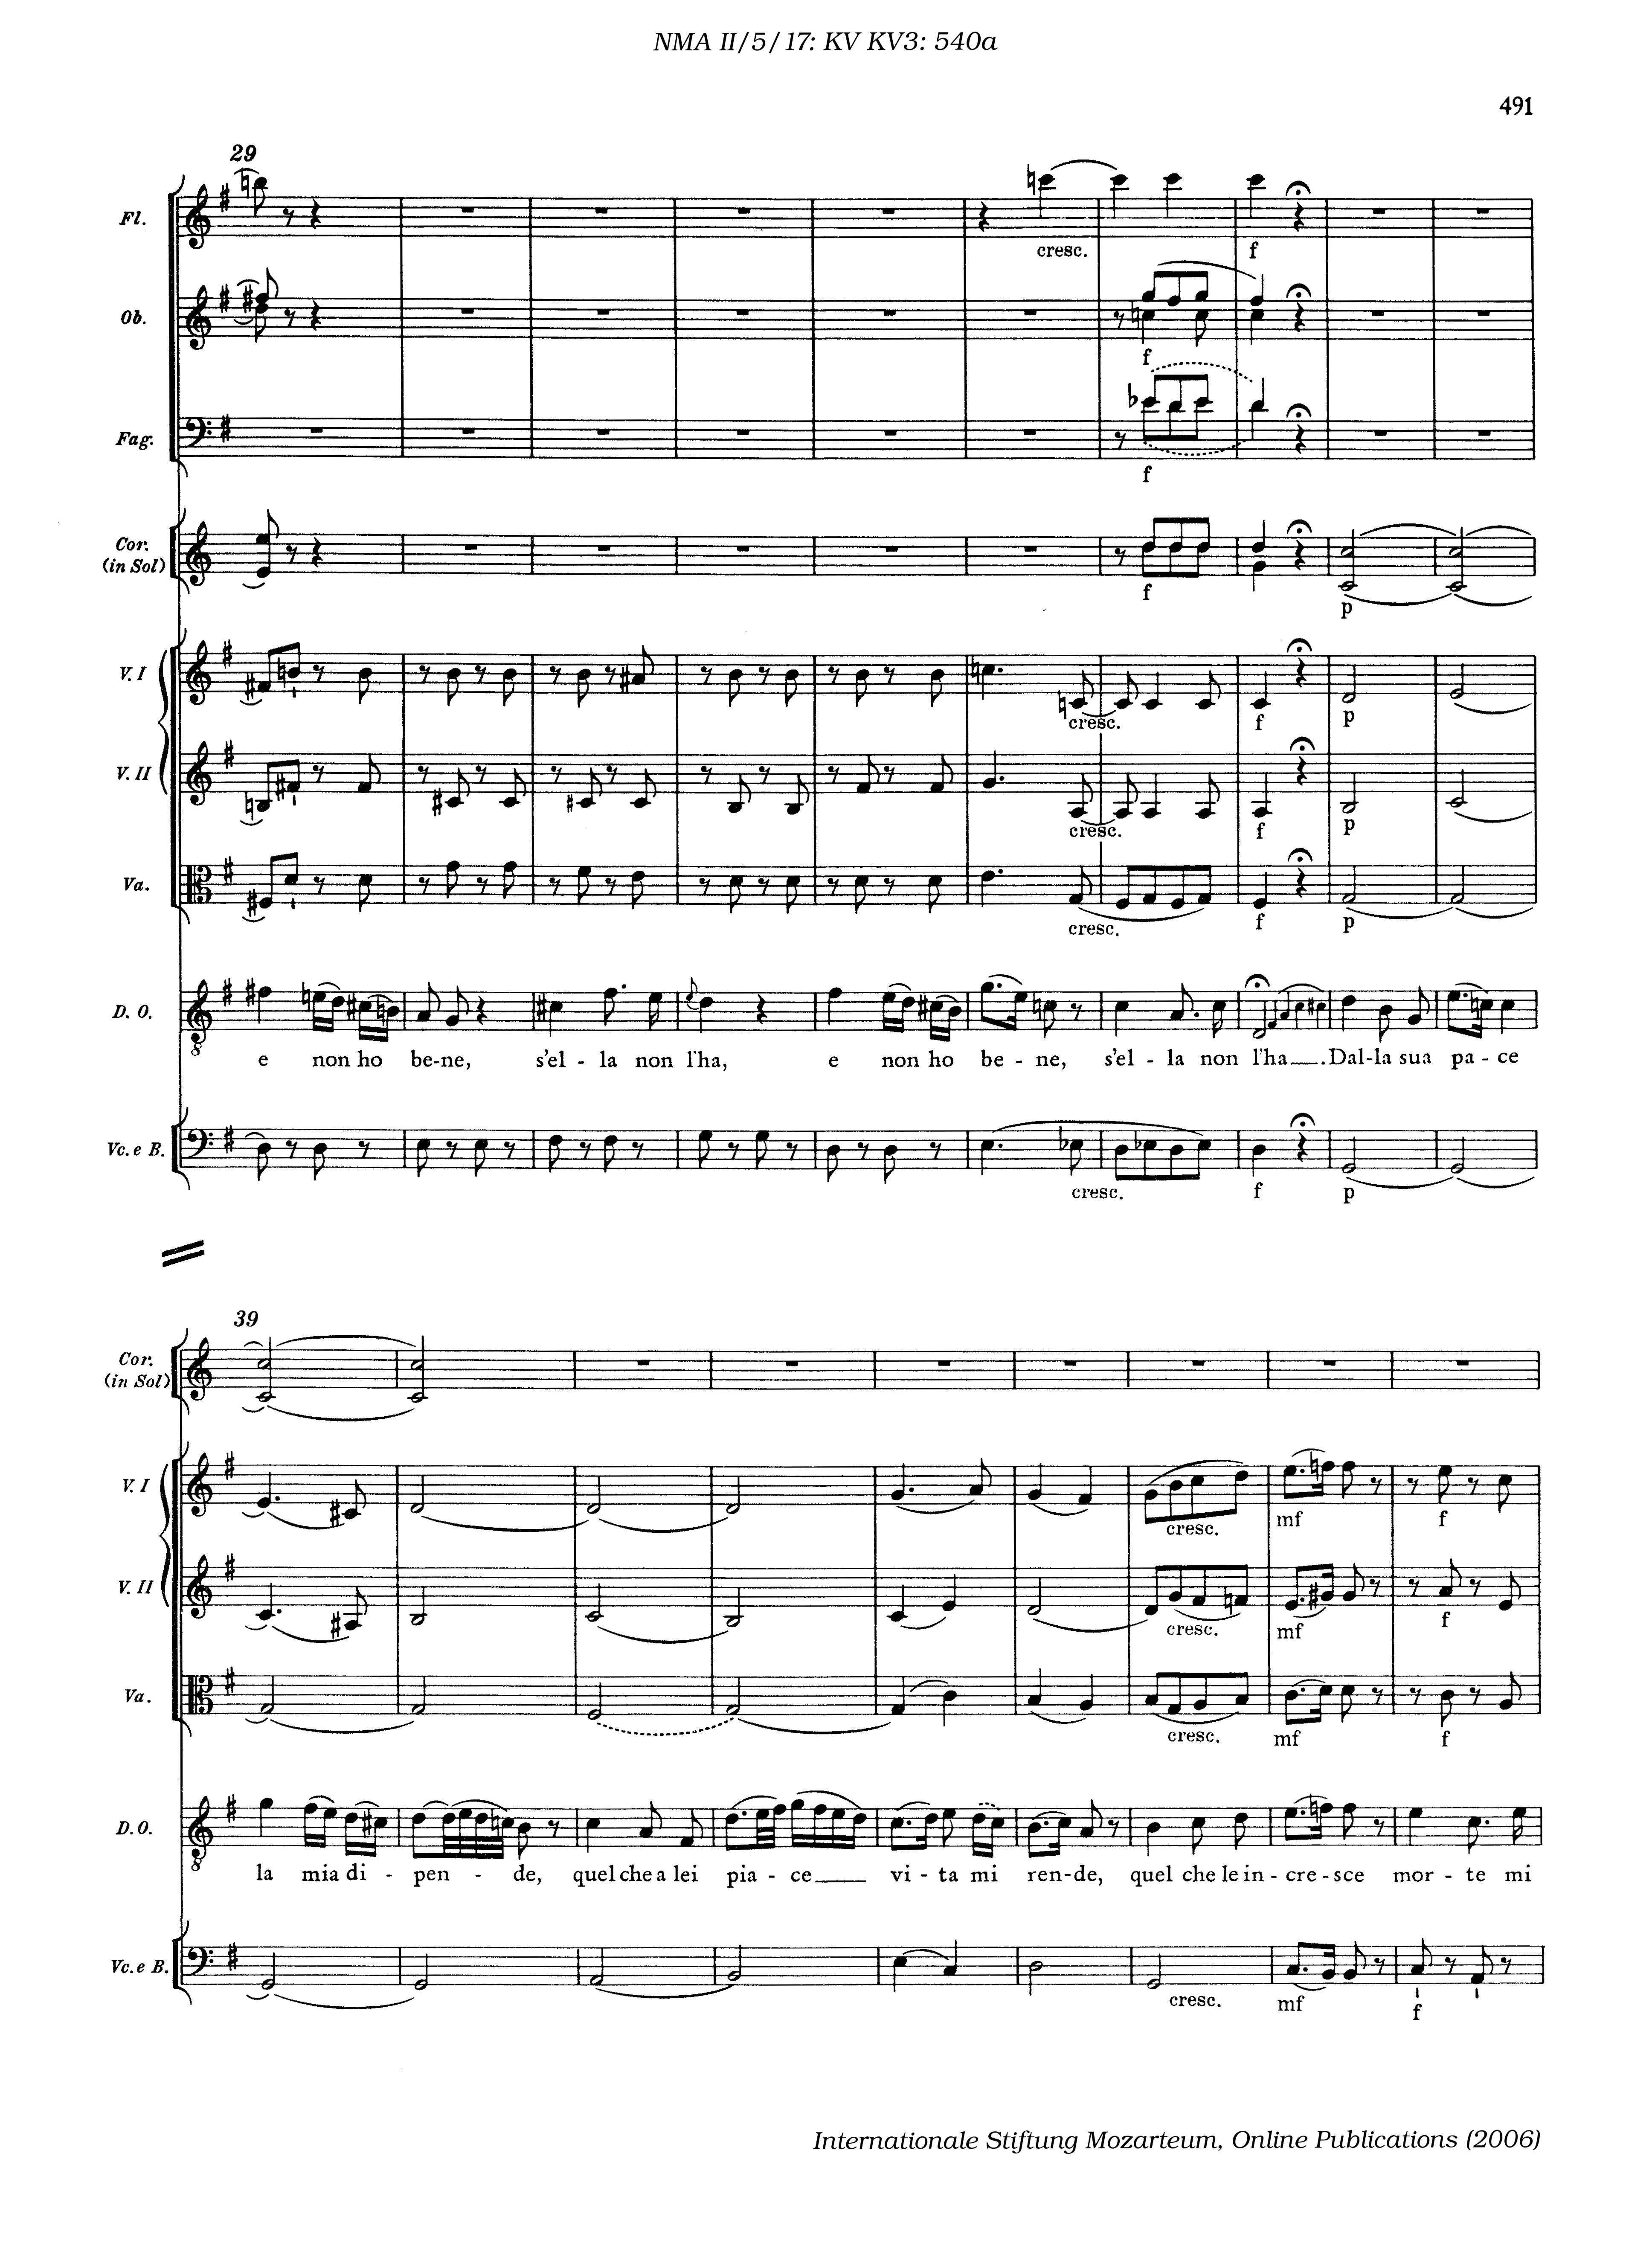 NMA II/5/17: KV KV3: 540a
491
29
Fl.
cresc. f
Ob.
f
Fag.
f
Cor.
(in Sol)
f p
V. I
cresc. f p
V. II
cresc. f p
Va.
cresc. f p
D. O.
8
e non ho be-ne, s'el - la non l'ha, e non ho be - ne, s'el - la non l'ha. Dal-la sua pa - ce
Vc. e B.
cresc. f p
39
Cor.
(in Sol)
V. I
cresc. mf f
V. II
cresc. mf f
Va.
cresc. mf f
D. O.
8
la mia di - pen - de, quel che a lei pia - ce vi - ta mi ren-de, quel che le in - cre - sce mor - te mi
Vc. e B.
cresc. mf f
Internationale Stiftung Mozarteum, Online Publications (2006)